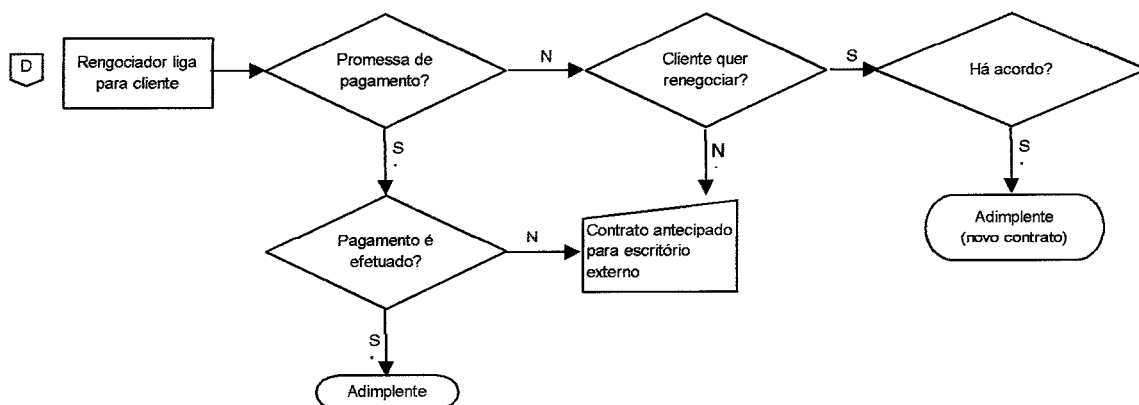 D
Rengociador liga
para cliente
Promessa de
pagamento?
N
Cliente quer
renegociar?
S
Há acordo?
S
N
S
Pagamento é
efetuado?
N
Contrato antecipado
para escritório
externo
Adimplente
(novo contrato)
S
Adimplente